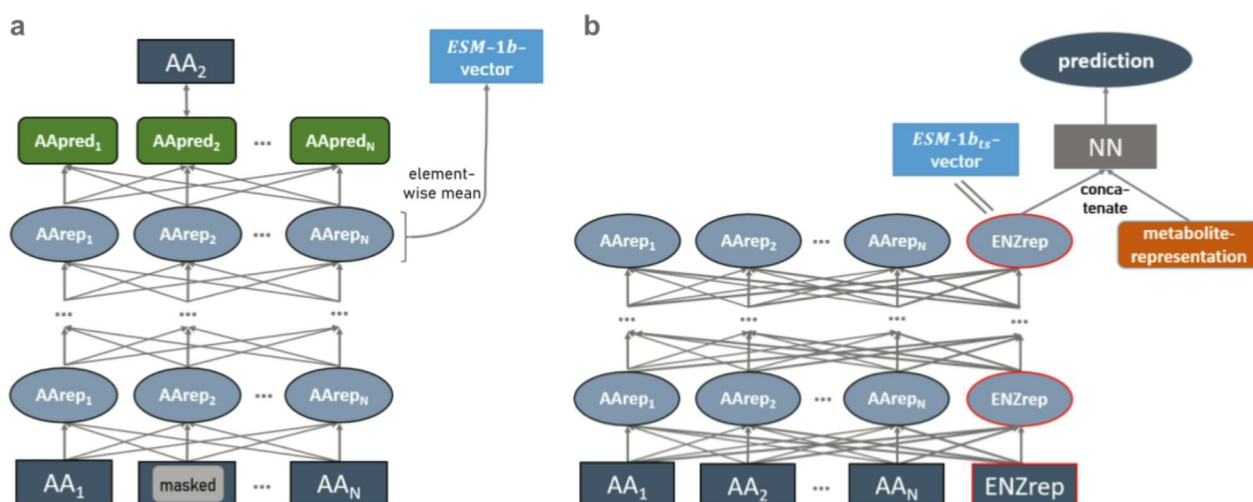 a
AA2
ESM-1b-
vector
AApred1
AApred2
...
AApredN
element-
wise mean
AArep1
AArep2
...
AArepN
...
...
...
AArep1
AArep2
...
AArepN
AA1
masked
...
AAN
b
prediction
ESM-1bts-
vector
NN
conca-
tenate
metabolite-
representation
AArep1
AArep2
...
AArepN
ENZrep
...
...
...
...
AArep1
AArep2
...
AArepN
ENZrep
AA1
AA2
...
AAN
ENZrep